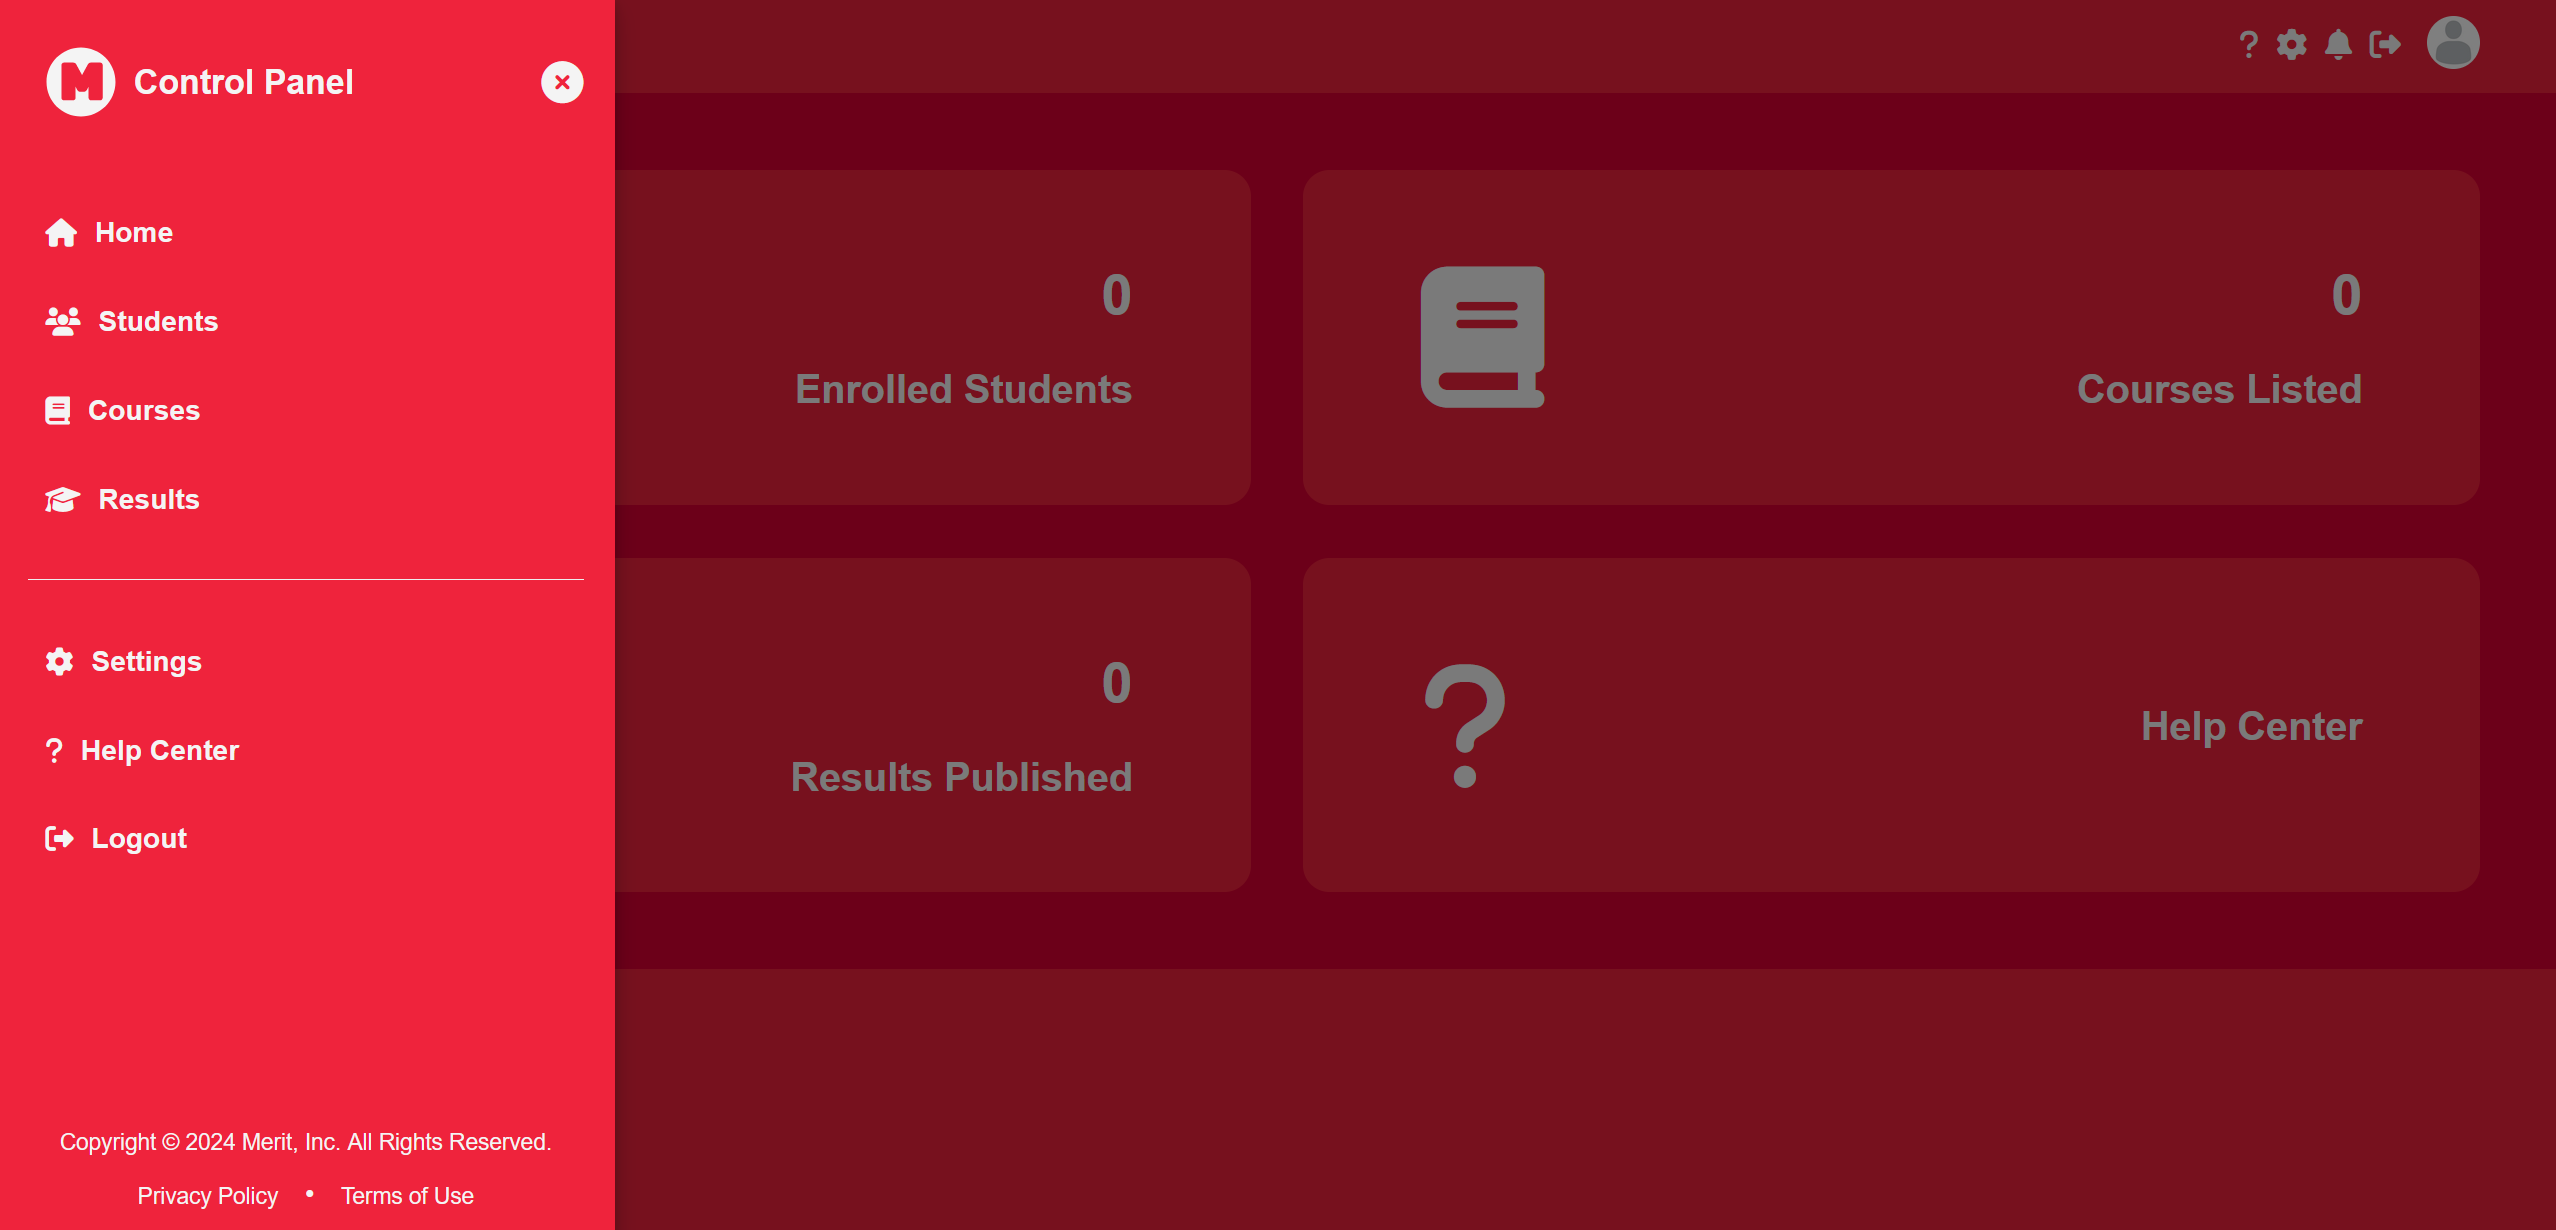 M Control Panel
Home
Students
Courses
Results
Settings
? Help Center
Logout
Copyright © 2024 Merit, Inc. All Rights Reserved.
Privacy Policy • Terms of Use
?
0
Enrolled Students
0
Courses Listed
0
Results Published
?
Help Center